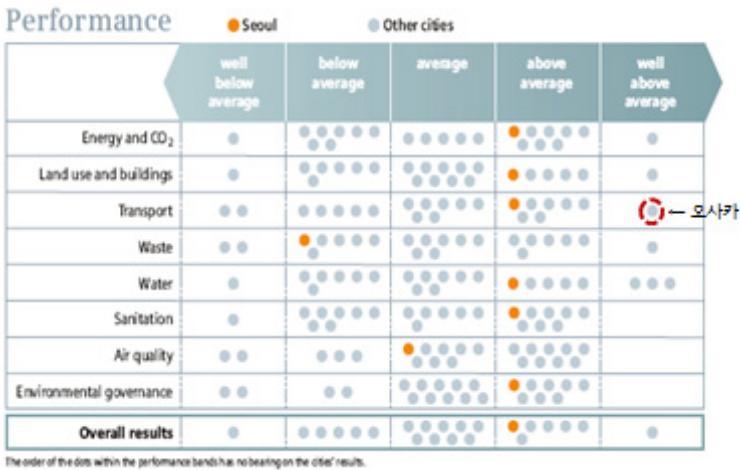 Performance
Seoul
Other cities
well below average
below average
average
above average
well above average
Energy and CO₂
Land use and buildings
Transport
← 오사카
Waste
Water
Sanitation
Air quality
Environmental governance
Overall results
The order of the dots within the performance bands has no bearing on the cities' results.